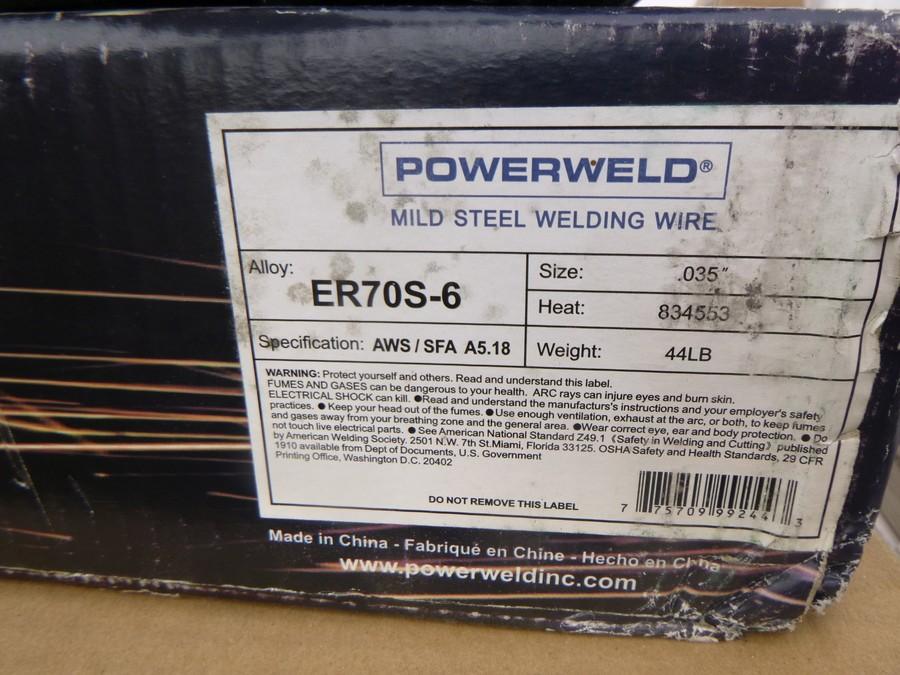 POWERWELD®
MILD STEEL WELDING WIRE
Alloy:
ER70S-6
Size: .035"
Heat: 834553
Specification: AWS / SFA A5.18
Weight: 44LB
WARNING: Protect yourself and others. Read and understand this label.
FUMES AND GASES can be dangerous to your health. ARC rays can injure eyes and burn skin.
ELECTRICAL SHOCK can kill. ●Read and understand the manufacturs's instructions and your employer's safety
practices. ● Keep your head out of the fumes. ●Use enough ventilation, exhaust at the arc, or both, to keep fumes
and gases away from your breathing zone and the general area. ●Wear correct eye, ear and body protection. ● Do
not touch live electrical parts. ● See American National Standard Z49.1《Safety in Welding and Cutting》published
by American Welding Society. 2501 N.W. 7th St.Miami, Florida 33125. OSHA Safety and Health Standards, 29 CFR
1910 available from Dept of Documents, U.S. Government
Printing Office, Washington D.C. 20402
DO NOT REMOVE THIS LABEL
7 75709 99244 3
Made in China - Fabriqué en Chine - Hecho en China
www.powerweldinc.com